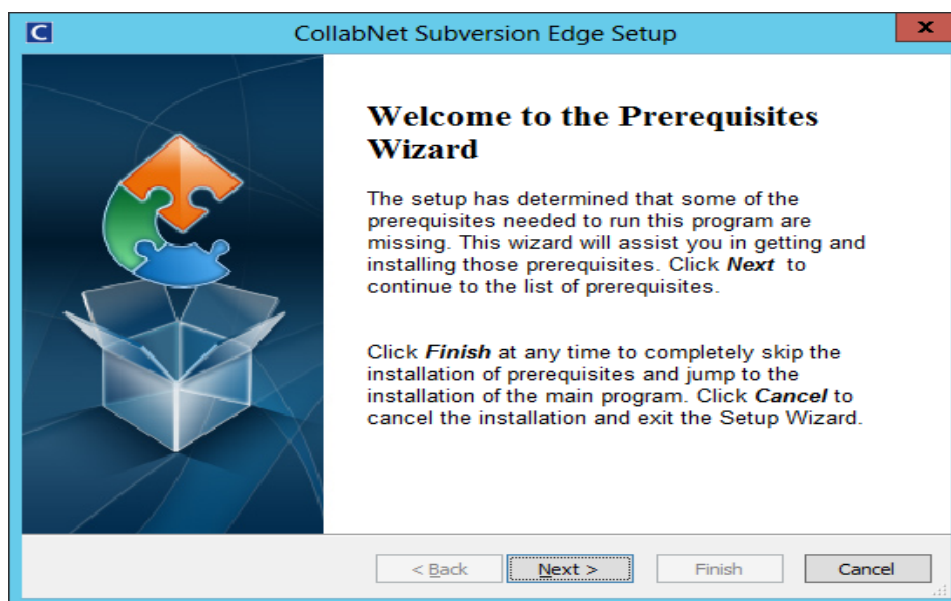 C
CollabNet Subversion Edge Setup
x
Welcome to the Prerequisites
Wizard
The setup has determined that some of the
prerequisites needed to run this program are
missing. This wizard will assist you in getting and
installing those prerequisites. Click Next to
continue to the list of prerequisites.
Click Finish at any time to completely skip the
installation of prerequisites and jump to the
installation of the main program. Click Cancel to
cancel the installation and exit the Setup Wizard.
< Back
Next >
Finish
Cancel